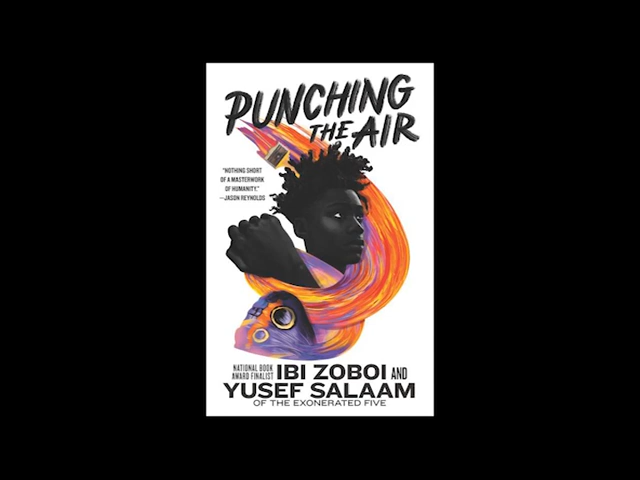 PUNCHING
THE AIR
"NOTHING SHORT
OF A MASTERWORK
OF HUMANITY."
—JASON REYNOLDS
NATIONAL BOOK
AWARD FINALIST
IBI ZOBOI AND
YUSEF SALAAM
OF THE EXONERATED FIVE